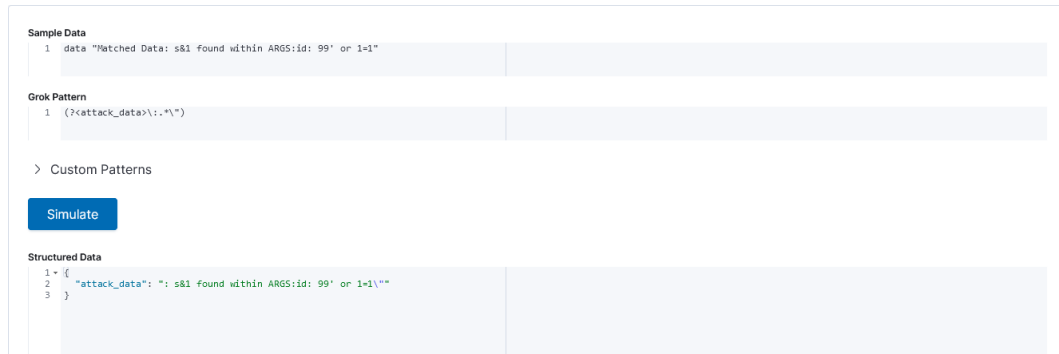 Sample Data
1 data "Matched Data: s&1 found within ARGS:id: 99' or 1=1"
Grok Pattern
1 (?<attack_data>\:.*\")
Custom Patterns
Simulate
Structured Data
1 {
2 "attack_data": ": s&1 found within ARGS:id: 99' or 1=1\""
3 }